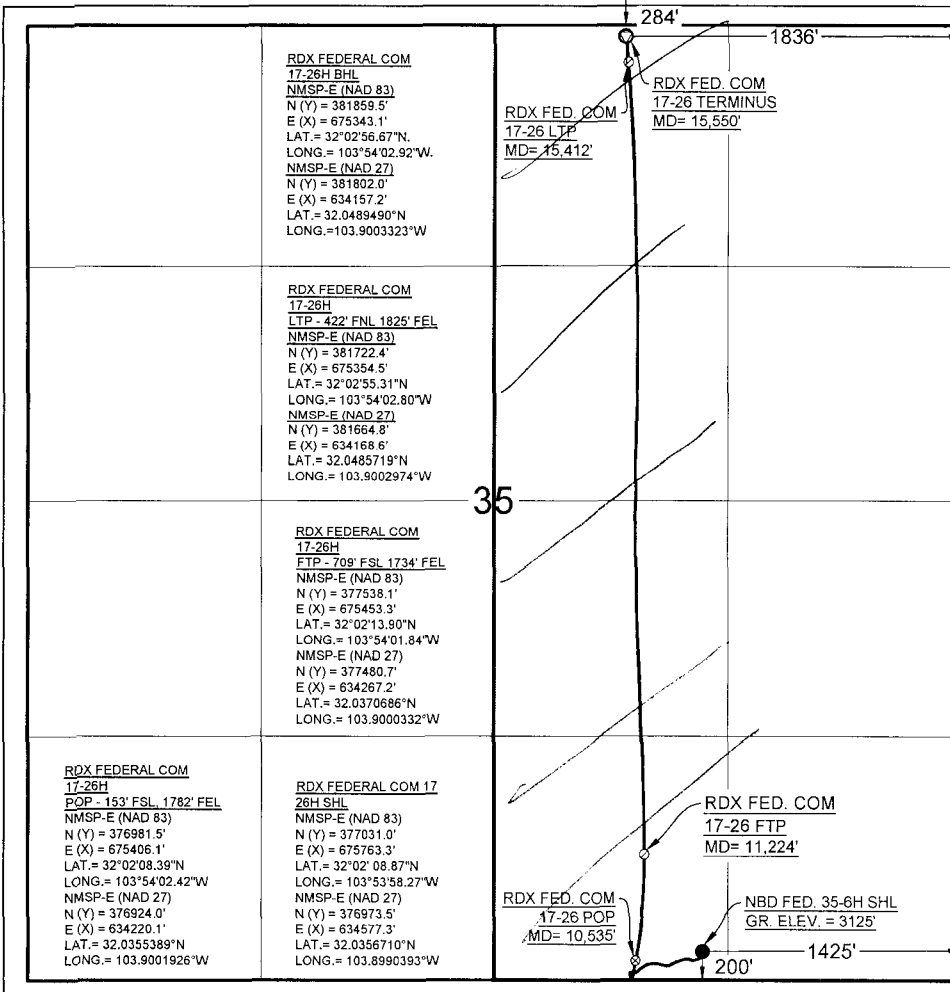 284'
1836'
RDX FEDERAL COM
17-26H BHL
NMSP-E (NAD 83)
N (Y) = 381859.5'
E (X) = 675343.1'
LAT.= 32°02'56.67"N.
LONG.= 103°54'02.92"W.
NMSP-E (NAD 27)
N (Y) = 381802.0'
E (X) = 634157.2'
LAT.= 32.0489490°N
LONG.=103.9003323°W
RDX FED. COM
17-26 LTP
MD= 15,412'
RDX FED. COM
17-26 TERMINUS
MD= 15,550'
RDX FEDERAL COM
17-26H
LTP - 422' FNL 1825' FEL
NMSP-E (NAD 83)
N (Y) = 381722.4'
E (X) = 675354.5'
LAT.= 32°02'55.31"N
LONG.= 103°54'02.80"W
NMSP-E (NAD 27)
N (Y) = 381664.8'
E (X) = 634168.6'
LAT.= 32.0485719°N
LONG.= 103.9002974°W
35
RDX FEDERAL COM
17-26H
FTP - 709' FSL 1734' FEL
NMSP-E (NAD 83)
N (Y) = 377538.1'
E (X) = 675453.3'
LAT.= 32°02'13.90"N
LONG.= 103°54'01.84"W
NMSP-E (NAD 27)
N (Y) = 377480.7'
E (X) = 634267.2'
LAT.= 32.0370686°N
LONG.= 103.9000332°W
RDX FEDERAL COM
17-26H
POP - 153' FSL, 1782' FEL
NMSP-E (NAD 83)
N (Y) = 376981.5'
E (X) = 675406.1'
LAT.= 32°02'08.39"N
LONG.= 103°54'02.42"W
NMSP-E (NAD 27)
N (Y) = 376924.0'
E (X) = 634220.1'
LAT.= 32.0355389°N
LONG.= 103.9001926°W
RDX FEDERAL COM 17
26H SHL
NMSP-E (NAD 83)
N (Y) = 377031.0'
E (X) = 675763.3'
LAT.= 32°02' 08.87"N
LONG.= 103°53'58.27"W
NMSP-E (NAD 27)
N (Y) = 376973.5'
E (X) = 634577.3'
LAT.= 32.0356710°N
LONG.= 103.8990393°W
RDX FED. COM
17-26 FTP
MD= 11,224'
RDX FED. COM
17-26 POP
MD= 10,535'
NBD FED. 35-6H SHL
GR. ELEV. = 3125'
1425'
200'